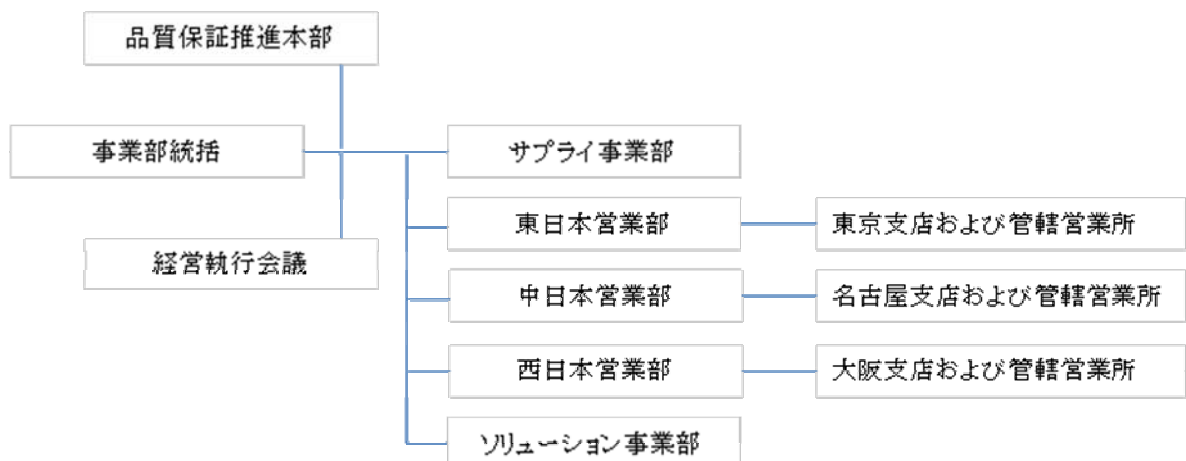 品質保証推進本部
事業部統括
サプライ事業部
東日本営業部
東京支店および管轄営業所
経営執行会議
中日本営業部
名古屋支店および管轄営業所
西日本営業部
大阪支店および管轄営業所
ソリューション事業部